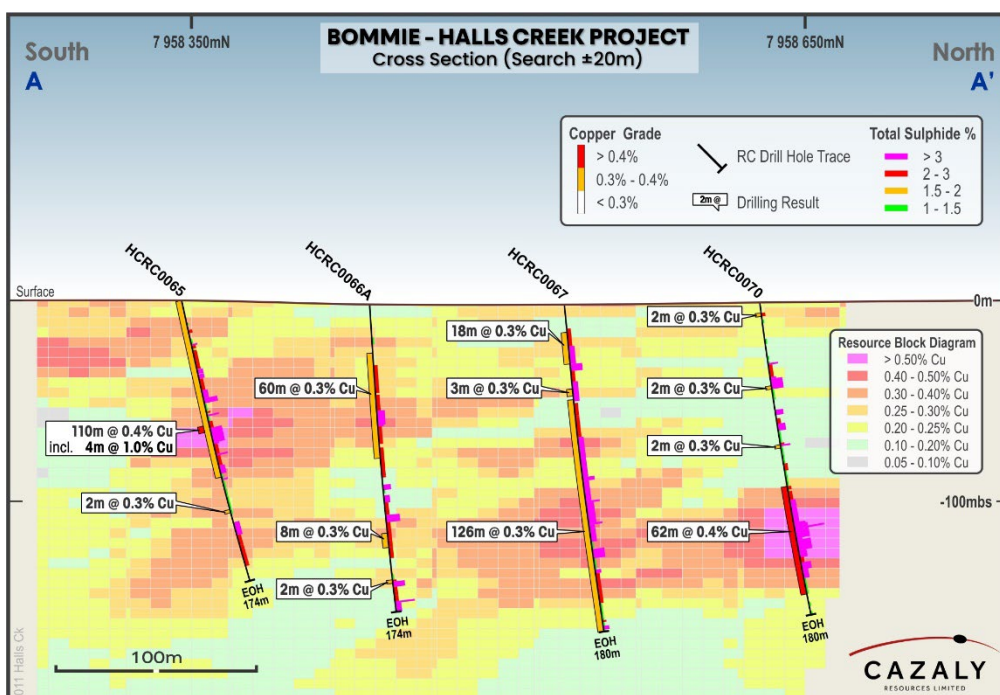 BOMMIE - HALLS CREEK PROJECT
Cross Section (Search ±20m)
South
A
7 958 350mN
7 958 650mN
North
A'
Copper Grade
> 0.4%
0.3% - 0.4%
< 0.3%
RC Drill Hole Trace
2m @
Drilling Result
Total Sulphide %
> 3
2 - 3
1.5 - 2
1 - 1.5
HCRC0065
HCRC0066A
HCRC0067
HCRC0070
Surface
0m
-100mbs
110m @ 0.4% Cu
incl. 4m @ 1.0% Cu
2m @ 0.3% Cu
EOH
174m
60m @ 0.3% Cu
8m @ 0.3% Cu
2m @ 0.3% Cu
EOH
174m
18m @ 0.3% Cu
3m @ 0.3% Cu
126m @ 0.3% Cu
EOH
180m
2m @ 0.3% Cu
2m @ 0.3% Cu
2m @ 0.3% Cu
62m @ 0.4% Cu
EOH
180m
Resource Block Diagram
> 0.50% Cu
0.40 - 0.50% Cu
0.30 - 0.40% Cu
0.25 - 0.30% Cu
0.20 - 0.25% Cu
0.10 - 0.20% Cu
0.05 - 0.10% Cu
100m
011 Halls Ck
CAZALY
RESOURCES LIMITED